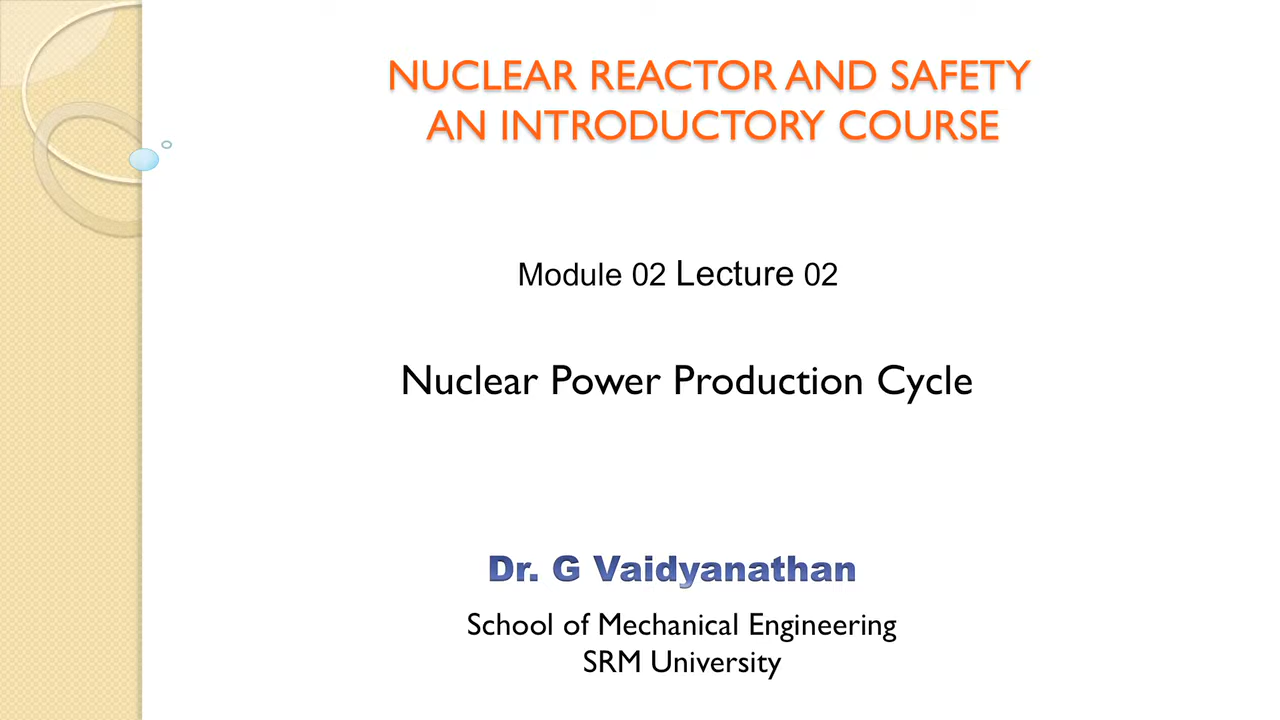 NUCLEAR REACTOR AND SAFETY
AN INTRODUCTORY COURSE
Module 02 Lecture 02
Nuclear Power Production Cycle
Dr. G Vaidyanathan
School of Mechanical Engineering
SRM University